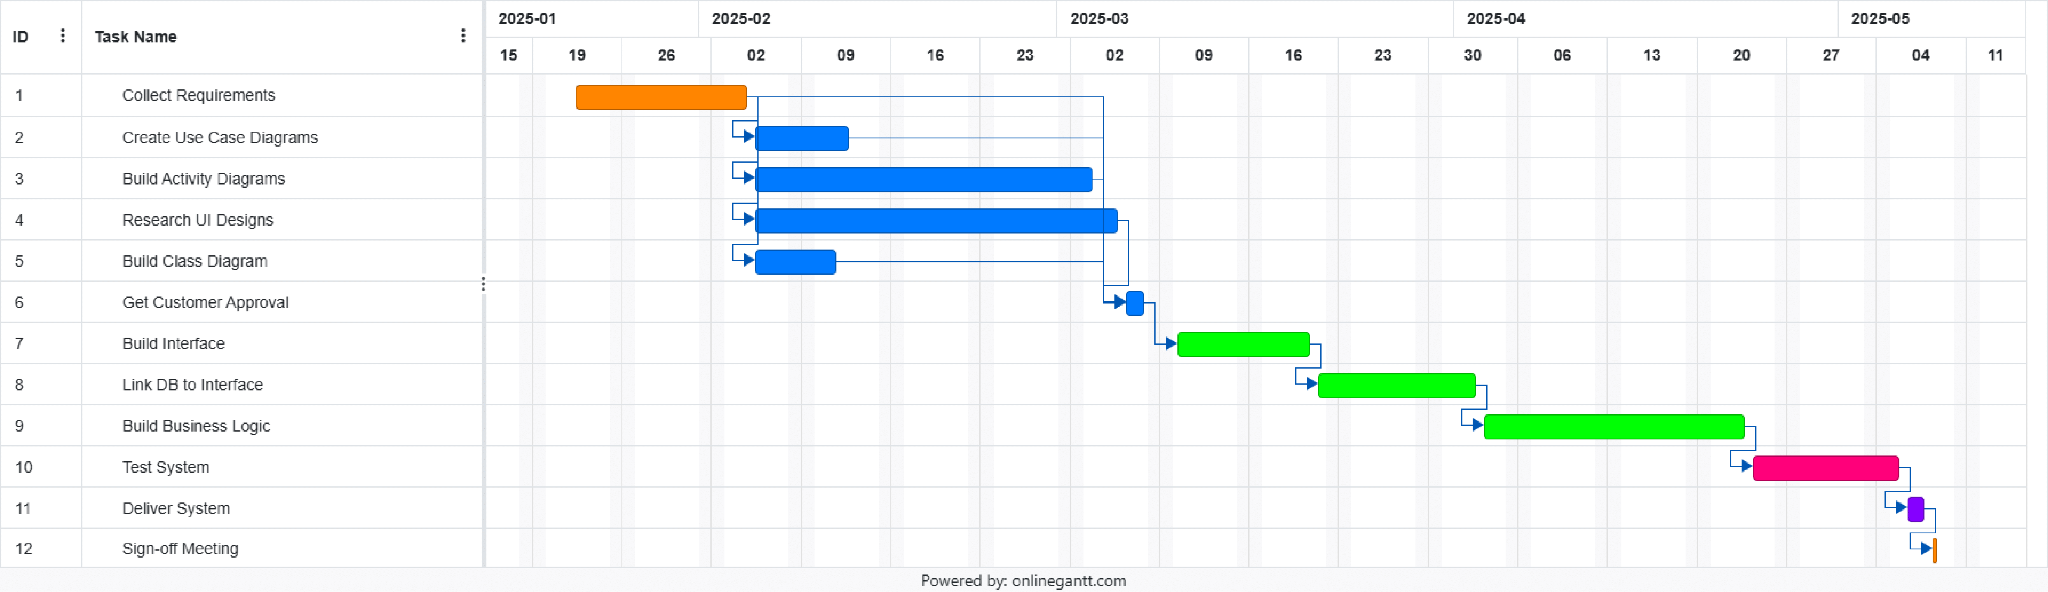 ID Task Name 2025-01 2025-02 2025-03 2025-04 2025-05
15 19 26 02 09 16 23 02 09 16 23 30 06 13 20 27 04 11
1 Collect Requirements
2 Create Use Case Diagrams
3 Build Activity Diagrams
4 Research UI Designs
5 Build Class Diagram
6 Get Customer Approval
7 Build Interface
8 Link DB to Interface
9 Build Business Logic
10 Test System
11 Deliver System
12 Sign-off Meeting
Powered by: onlinegantt.com